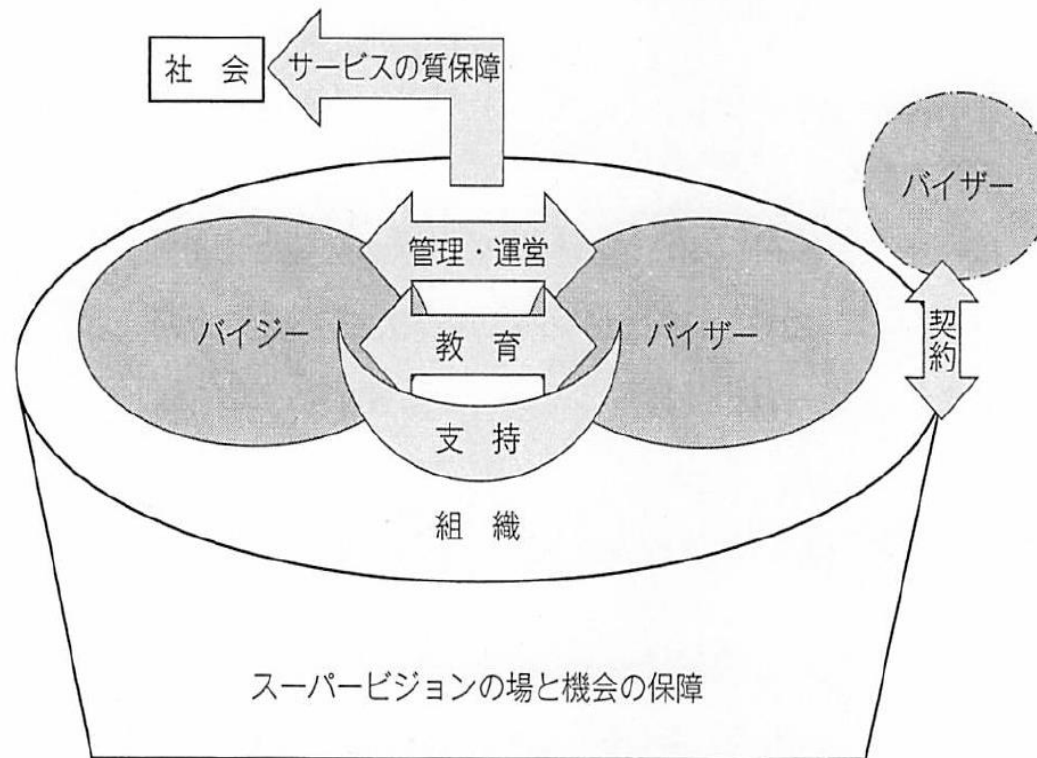 社 会
サービスの質保障
バイザー
管理・運営
バイジー
教 育
バイザー
契約
支 持
組 織
スーパービジョンの場と機会の保障